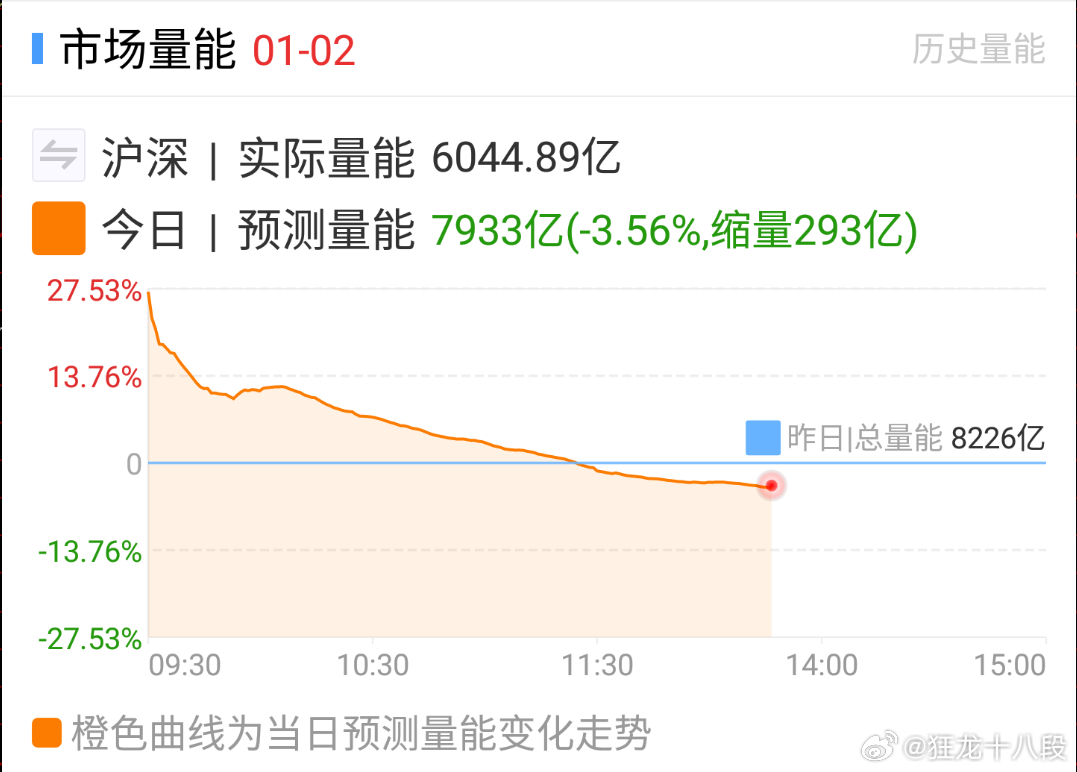 市场量能 01-02 历史量能
沪深 | 实际量能 6044.89亿
今日 | 预测量能 7933亿(-3.56%,缩量293亿)
27.53%
13.76%
昨日|总量能 8226亿
0
-13.76%
-27.53%
09:30 10:30 11:30 14:00 15:00
橙色曲线为当日预测量能变化走势
@狂龙十八段